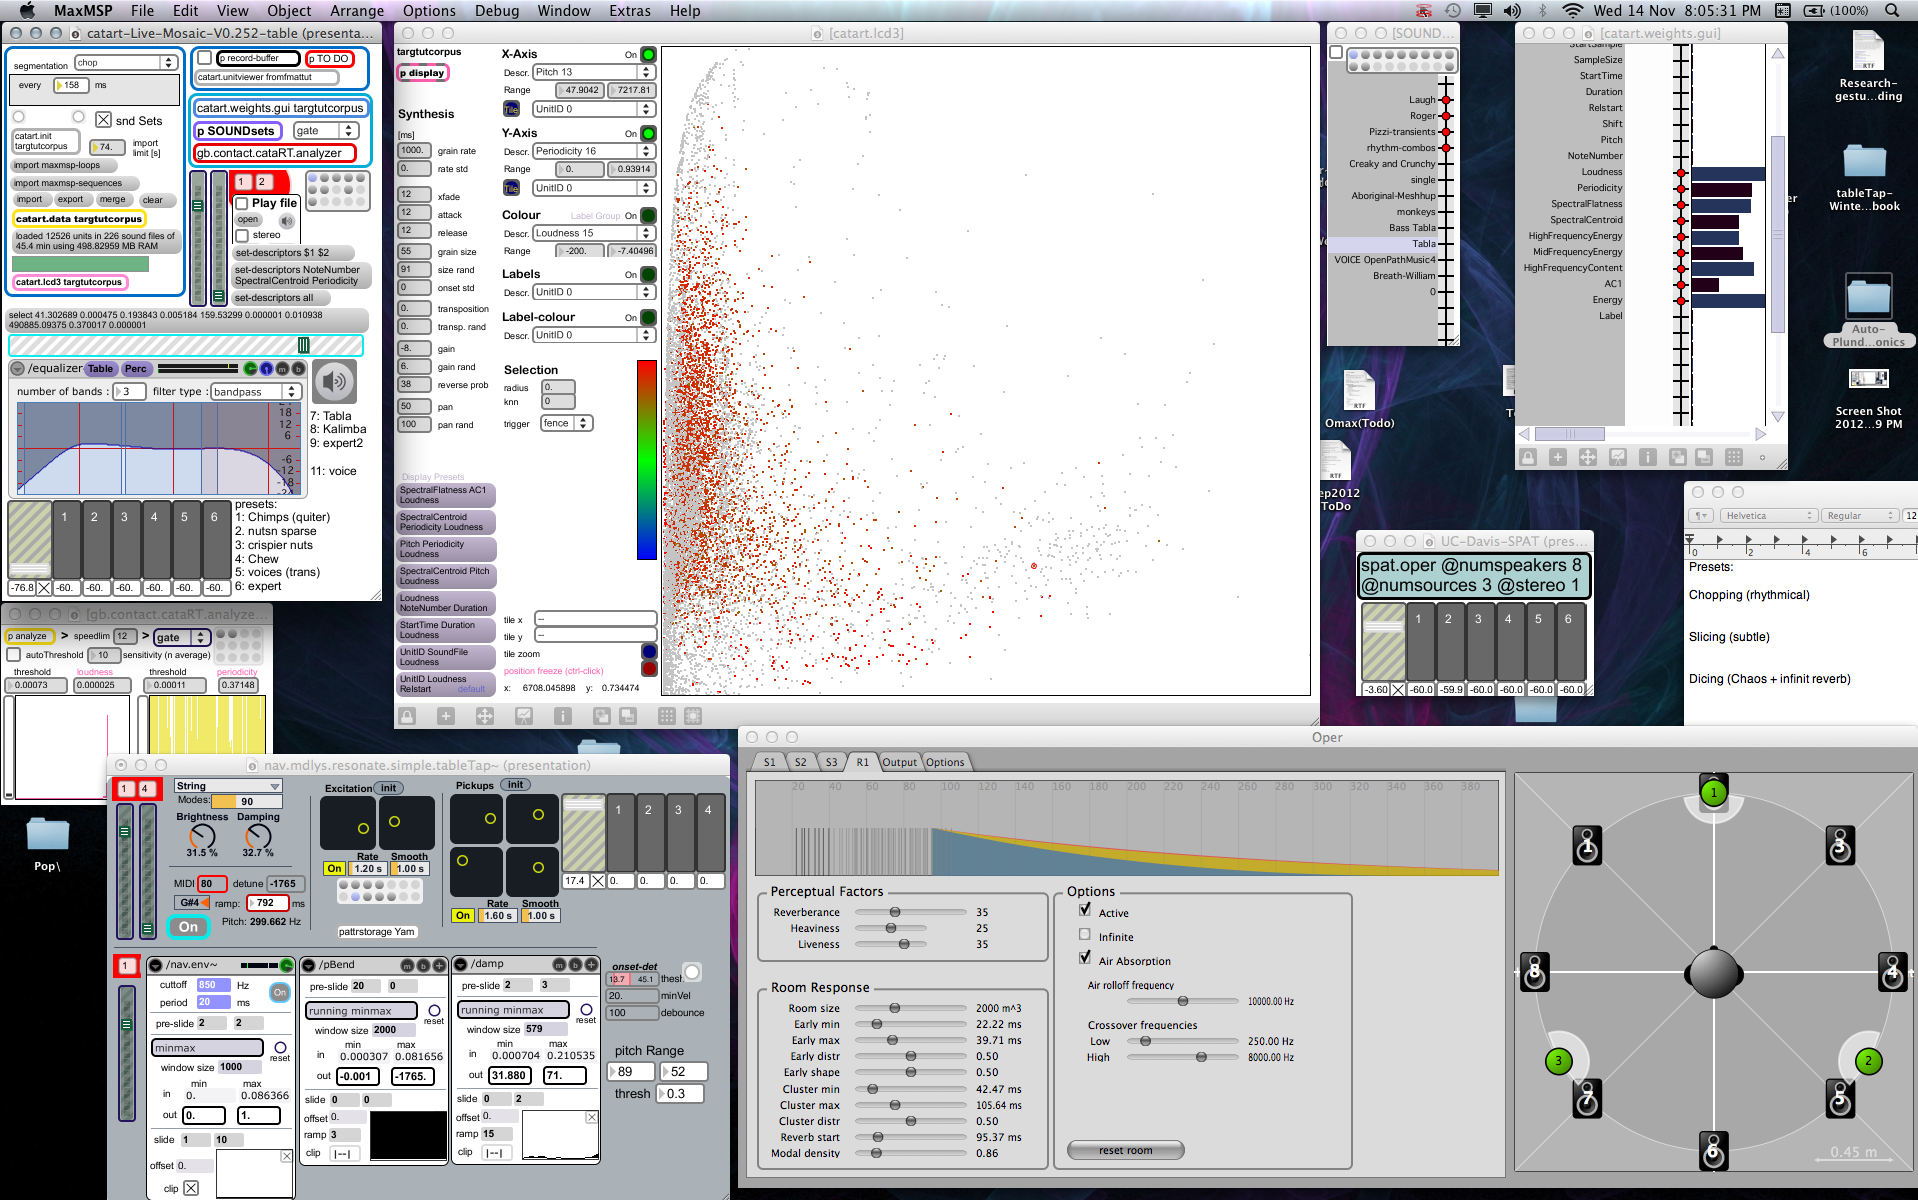 MaxMSP File Edit View Object Arrange Options Debug Window Extras Help
Wed 14 Nov 8:05:31 PM (100%)
catart-Live-Mosaic-V0.252-table (presenta...
segmentation chop
every 158 ms
snd Sets
catart.init
targtutcorpus
74. import
limit [s]
import maxmsp-loops
import maxmsp-sequences
import export merge clear
catart.data targtutcorpus
loaded 12526 units in 226 sound files of
45.4 min using 498.82959 MB RAM
catart.lcd3 targtutcorpus
p record-buffer p TO DO
catart.unitviewer fromfmattut
catart.weights.gui targtutcorpus
p SOUNDsets gate
gb.contact.cataRT.analyzer
1 2
Play file
open
stereo
set-descriptors $1 $2
set-descriptors NoteNumber
SpectralCentroid Periodicity
set-descriptors all
select 41.302689 0.000475 0.193843 0.005184 159.53299 0.000001 0.010938
490885.09375 0.370017 0.000001
/equalizer Table Perc m b
number of bands : 3 filter type : bandpass
18
12
6
-6
-12
-18
-24
7: Tabla
8: Kalimba
9: expert2
11: voice
1 2 3 4 5 6
-76.8 -60. -60. -60. -60. -60. -60.
presets:
1: Chimps (quiter)
2. nutsn sparse
3: crispier nuts
4: Chew
5: voices (trans)
6: expert
[gb.contact.cataRT.analyze
p analyze > speedlim 12 > gate
autoThreshold 10 sensitivity (n average)
threshold loudness threshold periodicity
0.00073 0.000025 0.00011 0.37148
[catart.lcd3]
targtutcorpus
p display
Synthesis
[ms]
1000. grain rate
0. rate std
12 xfade
12 attack
12 release
55 grain size
91 size rand
0 onset std
0. transposition
0. transp. rand
-8. gain
6. gain rand
38 reverse prob
50 pan
100 pan rand
Display Presets
SpectralFlatness AC1
Loudness
SpectralCentroid
Periodicity Loudness
Pitch Periodicity
Loudness
SpectralCentroid Pitch
Loudness
Loudness
NoteNumber Duration
StartTime Duration
Loudness
UnitID SoundFile
Loudness
UnitID Loudness
Relstart default
X-Axis On
Descr. Pitch 13
Range 47.9042 7217.81
Tile UnitID 0
Y-Axis On
Descr. Periodicity 16
Range 0. 0.93914
Tile UnitID 0
Colour Label Group On
Descr. Loudness 15
Range -200. -7.40496
Labels On
Descr. UnitID 0
Label-colour On
Descr. UnitID 0
Selection
radius 0.
knn 0
trigger fence
tile x --
tile y --
tile zoom
position freeze (ctrl-click)
x: 6708.045898 y: 0.734474
[SOUND...
Laugh
Roger
Pizzi-transients
rhythm-combos
Creaky and Crunchy
single
Aboriginal-Meshhup
monkeys
Bass Tabla
Tabla
VOICE OpenPathMusic4
Breath-William
0
[catart.weights.gui]
StartSample
SampleSize
StartTime
Duration
Relstart
Shift
Pitch
NoteNumber
Loudness
Periodicity
SpectralFlatness
SpectralCentroid
HighFrequencyEnergy
MidFrequencyEnergy
HighFrequencyContent
AC1
Energy
Label
RTF
Research-
gestu...ding
tableTap-
Winte...book
Auto-
Plund...onics
Screen Shot
2012...9 PM
RTF
Omax(Todo)
RTF
ep2012
ToDo
UC-Davis-SPAT (pres...
spat.oper @numspeakers 8
@numsources 3 @stereo 1
1 2 3 4 5 6
-3.60 -60.0 -59.9 -60.0 -60.0 -60.0 -60.0
Helvetica Regular 12
0 2 4 6
Presets:
Chopping (rhythmical)
Slicing (subtle)
Dicing (Chaos + infinit reverb)
Pop\
nav.mdlys.resonate.simple.tableTap~ (presentation)
1 4
String
Modes: 90
Brightness Damping
31.5 % 32.7 %
MIDI 80 detune -1765
G#4 ramp: 792 ms
On Pitch: 299.662 Hz
Excitation init
Rate Smooth
On 1.20 s 1.00 s
pattrstorage Yam
Pickups init
Rate Smooth
On 1.60 s 1.00 s
1 2 3 4
17.4 0. 0. 0. 0.
1
/nav.env~
cuttoff 850 Hz
period 20 ms
On
pre-slide 2 2
minmax reset
window size 1000
min max
in 0. 0.086366
out 0. 1.
slide 1 10
offset 0.
clip
/pBend m b +
pre-slide 20 0
running minmax reset
window size 2000
min max
in 0.000307 0.081656
out -0.001 -1765.
slide 0 0
offset 0.
ramp 3
clip |--|
/damp m b +
pre-slide 2 3
running minmax reset
window size 579
min max
in 0.000704 0.210535
out 31.880 71.
slide 0 2
offset 0.
ramp 15
clip |--|
onset-det
13.7 45.1
20. minVel
100 debounce
pitch Range
89 52
thresh 0.3
Oper
S1 S2 S3 R1 Output Options
20 40 60 80 100 120 140 160 180 200 220 240 260 280 300 320 340 360 380
Perceptual Factors
Reverberance 35
Heaviness 25
Liveness 35
Room Response
Room size 2000 m^3
Early min 22.22 ms
Early max 39.71 ms
Early distr 0.50
Early shape 0.50
Cluster min 42.47 ms
Cluster max 105.64 ms
Cluster distr 0.50
Reverb start 95.37 ms
Modal density 0.86
Options
Active
Infinite
Air Absorption
Air rolloff frequency
10000.00 Hz
Crossover frequencies
Low 250.00 Hz
High 8000.00 Hz
reset room
1
1 3
8 4
3 2
7 5
6
0.45 m